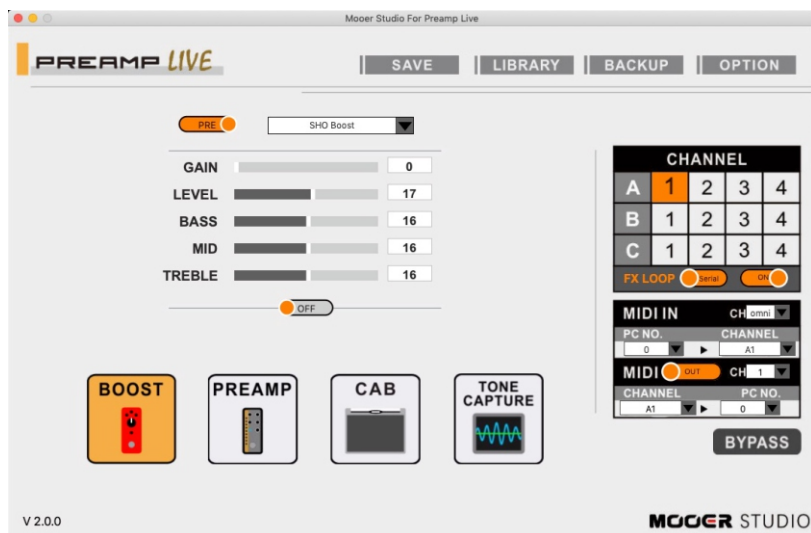 Mooer Studio For Preamp Live
PREAMP LIVE
SAVE
LIBRARY
BACKUP
OPTION
PRE
SHO Boost
GAIN 0
LEVEL 17
BASS 16
MID 16
TREBLE 16
OFF
BOOST
PREAMP
CAB
TONE
CAPTURE
CHANNEL
A 1 2 3 4
B 1 2 3 4
C 1 2 3 4
FX LOOP Serial ON
MIDI IN CH omni
PC NO. CHANNEL
0 A1
MIDI OUT CH 1
CHANNEL PC NO.
A1 0
BYPASS
V 2.0.0
MOOER STUDIO